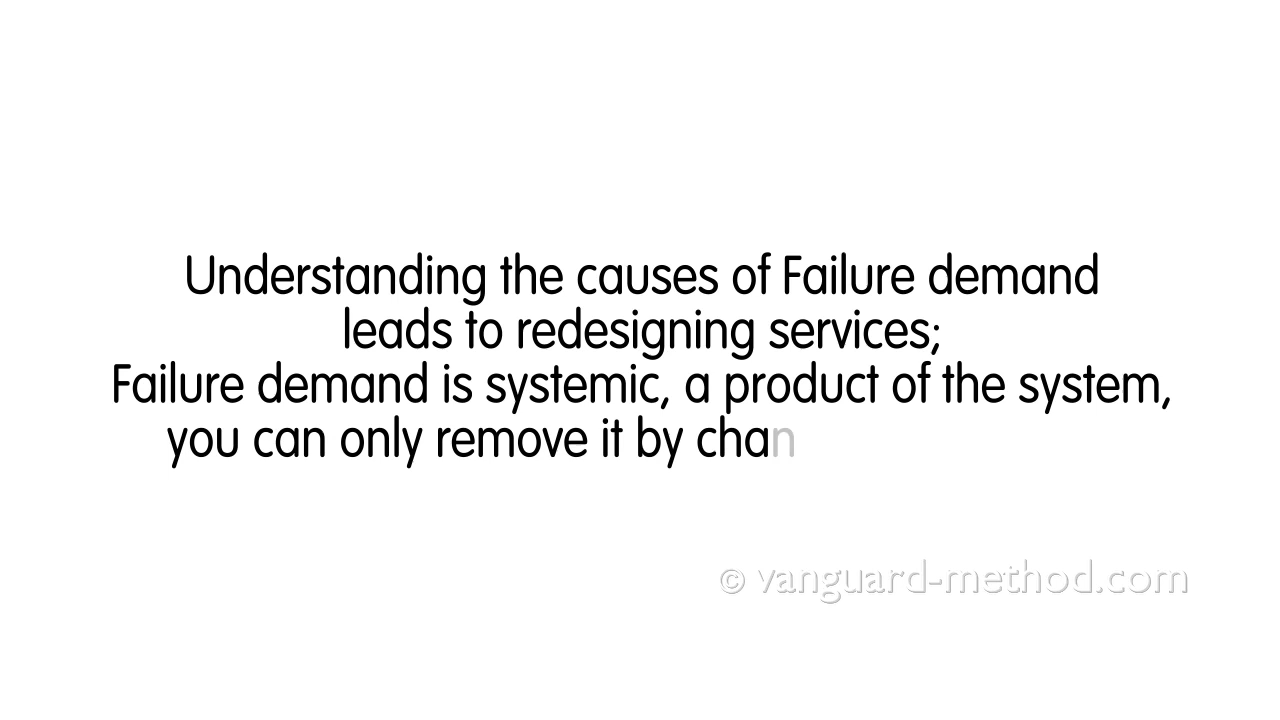 Understanding the causes of Failure demand
leads to redesigning services;
Failure demand is systemic, a product of the system,
you can only remove it by chan
© vanguard-method.com